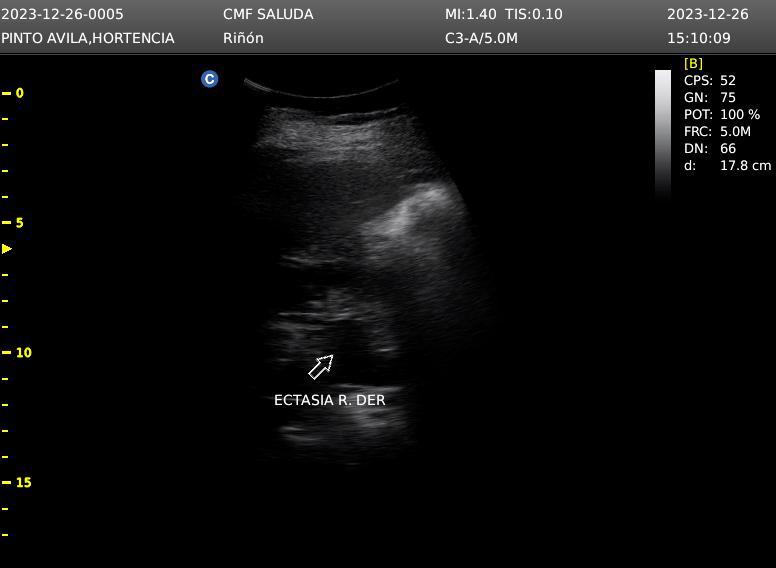 2023-12-26-0005 CMF SALUDA MI:1.40 TIS:0.10 2023-12-26
PINTO AVILA,HORTENCIA Riñón C3-A/5.0M 15:10:09
C
[B]
CPS: 52
GN: 75
POT: 100 %
FRC: 5.0M
DN: 66
d: 17.8 cm
0
5
10
ECTASIA R. DER
15